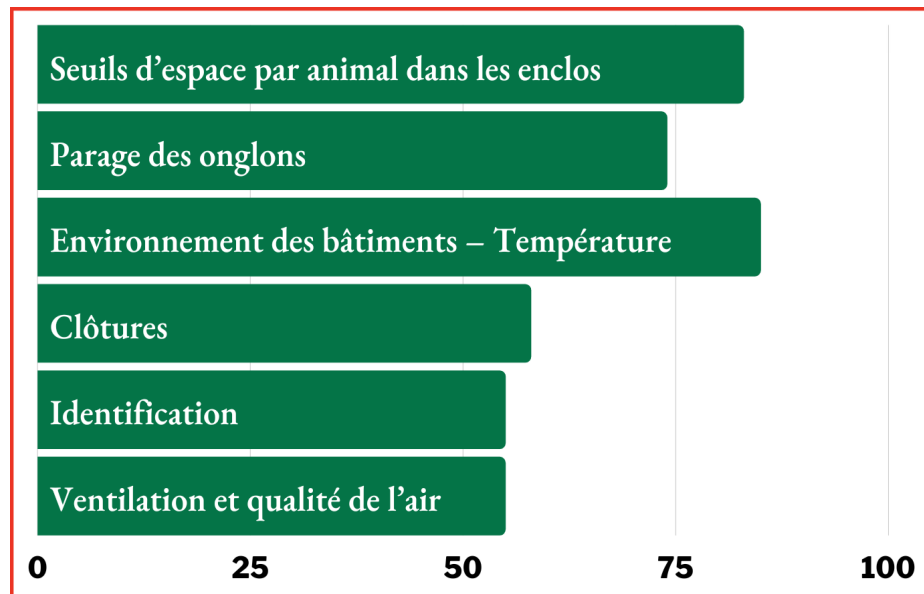 Seuils d’espace par animal dans les enclos
Parage des onglons
Environnement des bâtiments – Température
Clôtures
Identification
Ventilation et qualité de l’air
0 25 50 75 100